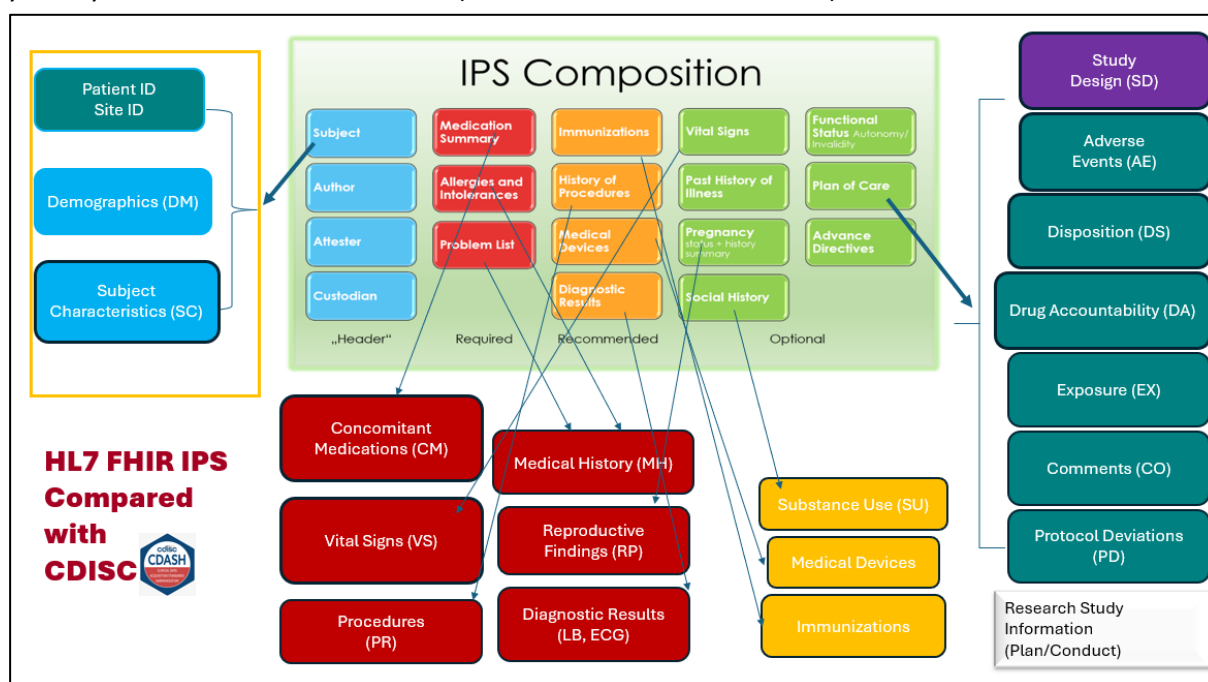 IPS Composition
Patient ID
Site ID
Demographics (DM)
Subject
Characteristics (SC)
Subject
Author
Attester
Custodian
„Header"
Medication
Summary
Allergies and
Intolerances
Problem List
Required
Immunizations
History of
Procedures
Medical
Devices
Diagnostic
Results
Recommended
Vital Signs
Past History of
Illness
Pregnancy
status + history
summary
Social History
Functional
Status Autonomy/
Invalidity
Plan of Care
Advance
Directives
Optional
Study
Design (SD)
Adverse
Events (AE)
Disposition (DS)
Drug Accountability (DA)
Exposure (EX)
Comments (CO)
Protocol Deviations
(PD)
Research Study
Information
(Plan/Conduct)
HL7 FHIR IPS
Compared
with
CDISC
cdisc
CDASH
Concomitant
Medications (CM)
Vital Signs (VS)
Procedures
(PR)
Medical History (MH)
Reproductive
Findings (RP)
Diagnostic Results
(LB, ECG)
Substance Use (SU)
Medical Devices
Immunizations